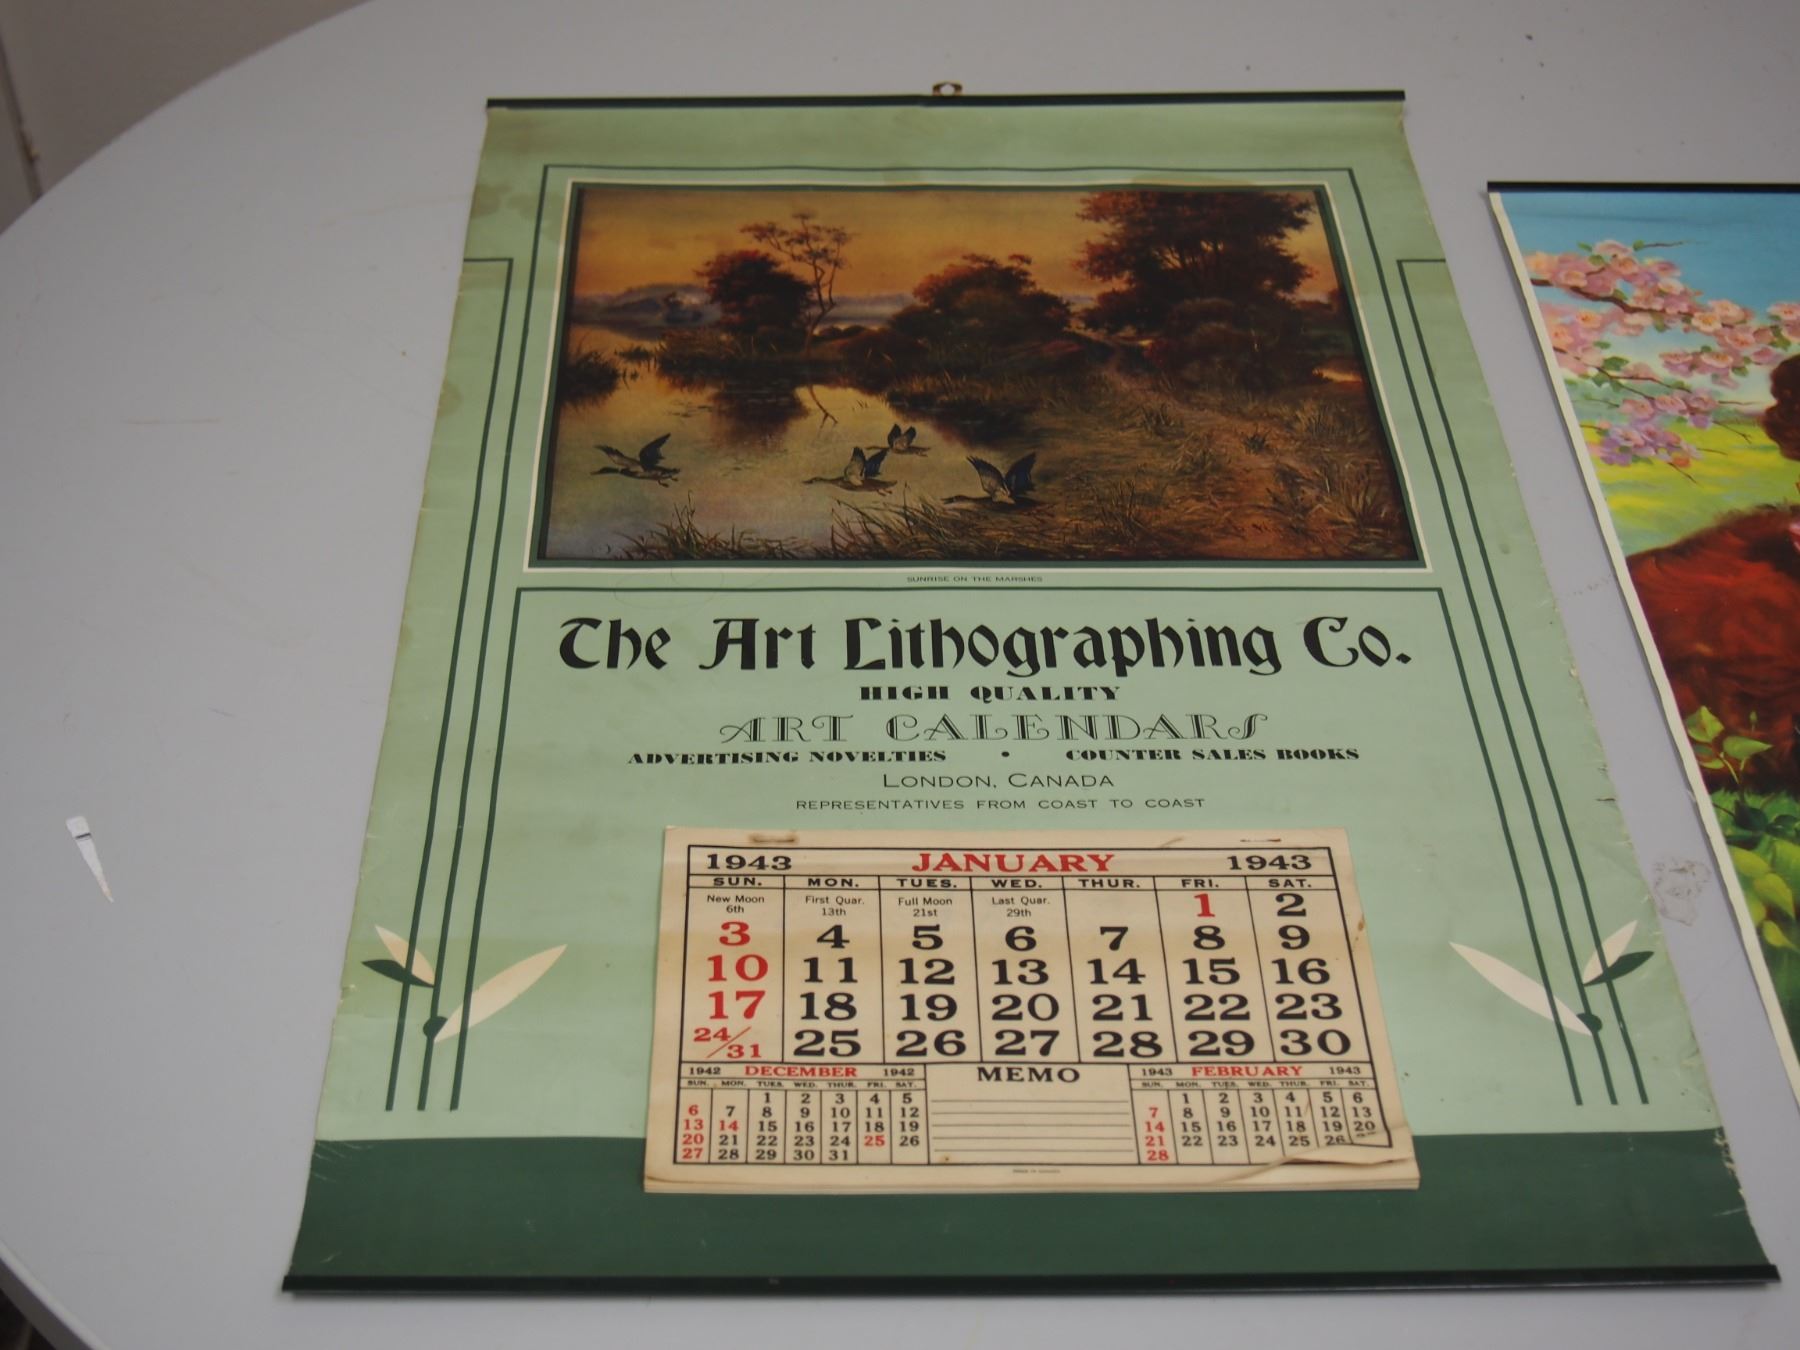 SUNRISE ON THE MARSHES
The Art Lithographing Co.
HIGH QUALITY
ART CALENDARS
ADVERTISING NOVELTIES • COUNTER SALES BOOKS
LONDON, CANADA
REPRESENTATIVES FROM COAST TO COAST
1943 JANUARY 1943
SUN. MON. TUES. WED. THUR. FRI. SAT.
New Moon 6th First Quar. 13th Full Moon 21st Last Quar. 29th 1 2
3 4 5 6 7 8 9
10 11 12 13 14 15 16
17 18 19 20 21 22 23
24/31 25 26 27 28 29 30
1942 DECEMBER 1942
SUN. MON. TUES. WED. THUR. FRI. SAT.
1 2 3 4 5
6 7 8 9 10 11 12
13 14 15 16 17 18 19
20 21 22 23 24 25 26
27 28 29 30 31
MEMO
1943 FEBRUARY 1943
SUN. MON. TUES. WED. THUR. FRI. SAT.
1 2 3 4 5 6
7 8 9 10 11 12 13
14 15 16 17 18 19 20
21 22 23 24 25 26
28